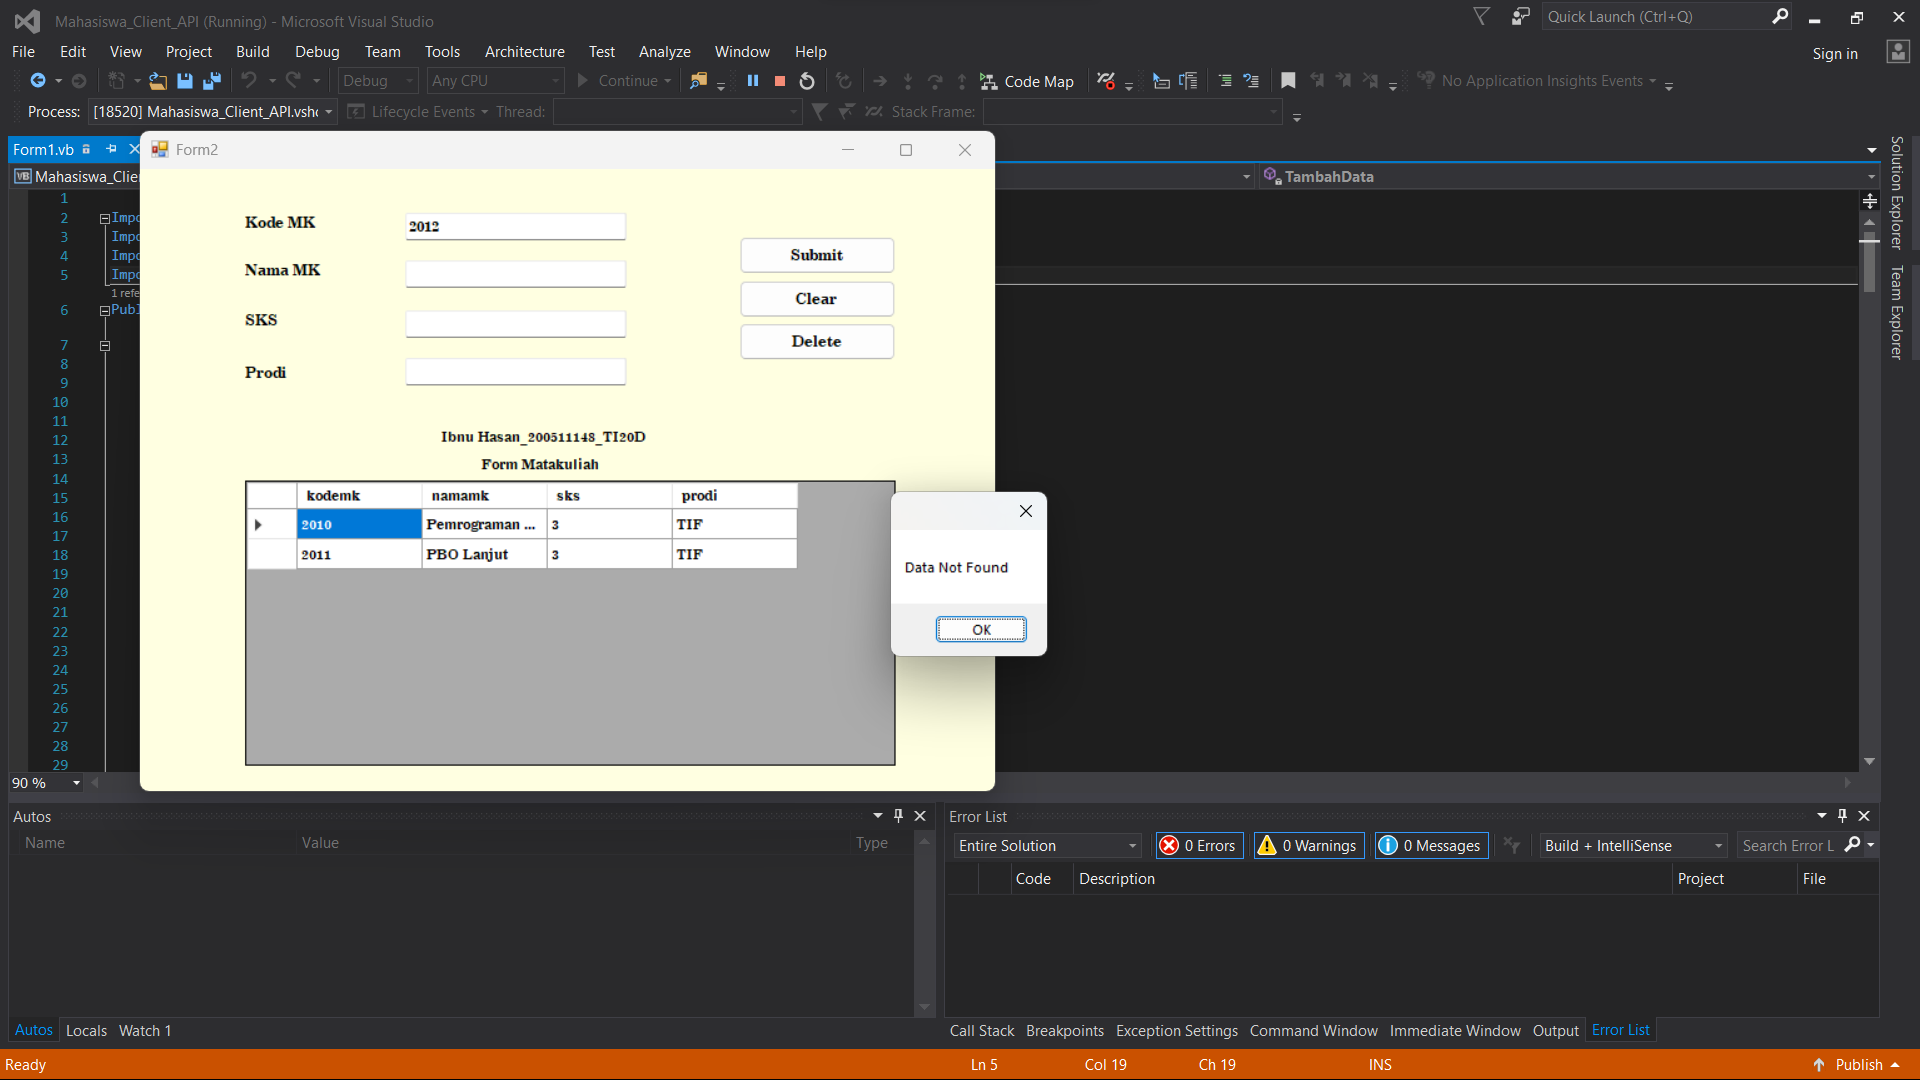 Mahasiswa_Client_API (Running) - Microsoft Visual Studio
Quick Launch (Ctrl+Q)
File Edit View Project Build Debug Team Tools Architecture Test Analyze Window Help
Sign in
Debug Any CPU Continue Code Map No Application Insights Events
Process: [18520] Mahasiswa_Client_API.vsh Lifecycle Events Thread: Stack Frame:
Form1.vb
Form2
Mahasiswa_Clie
TambahData
Solution Explorer
Team Explorer
1
2 Impo
3 Impo
4 Impo
5 Impo
1 refe
6 Publ
7
8
9
10
11
12
13
14
15
16
17
18
19
20
21
22
23
24
25
26
27
28
29
Kode MK 2012
Nama MK
SKS
Prodi
Submit
Clear
Delete
Ibnu Hasan_200511148_TI20D
Form Matakuliah
kodemk namamk sks prodi
2010 Pemrograman ... 3 TIF
2011 PBO Lanjut 3 TIF
Data Not Found
OK
90 %
Autos
Name Value Type
Autos Locals Watch 1
Error List
Entire Solution 0 Errors 0 Warnings 0 Messages Build + IntelliSense Search Error L
Code Description Project File
Call Stack Breakpoints Exception Settings Command Window Immediate Window Output Error List
Ready Ln 5 Col 19 Ch 19 INS Publish